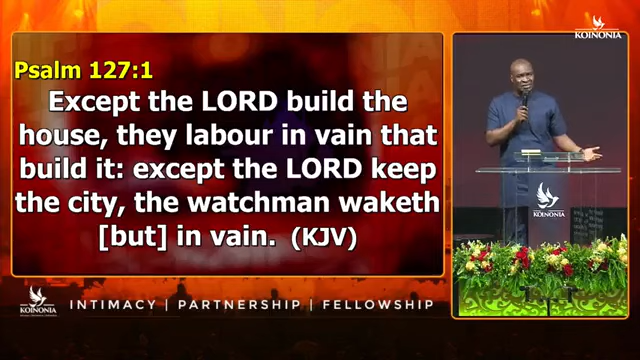 KOINONIA
Psalm 127:1
Except the LORD build the
house, they labour in vain that
build it: except the LORD keep
the city, the watchman waketh
[but] in vain. (KJV)
KOINONIA
KOINONIA
INTIMACY | PARTNERSHIP | FELLOWSHIP